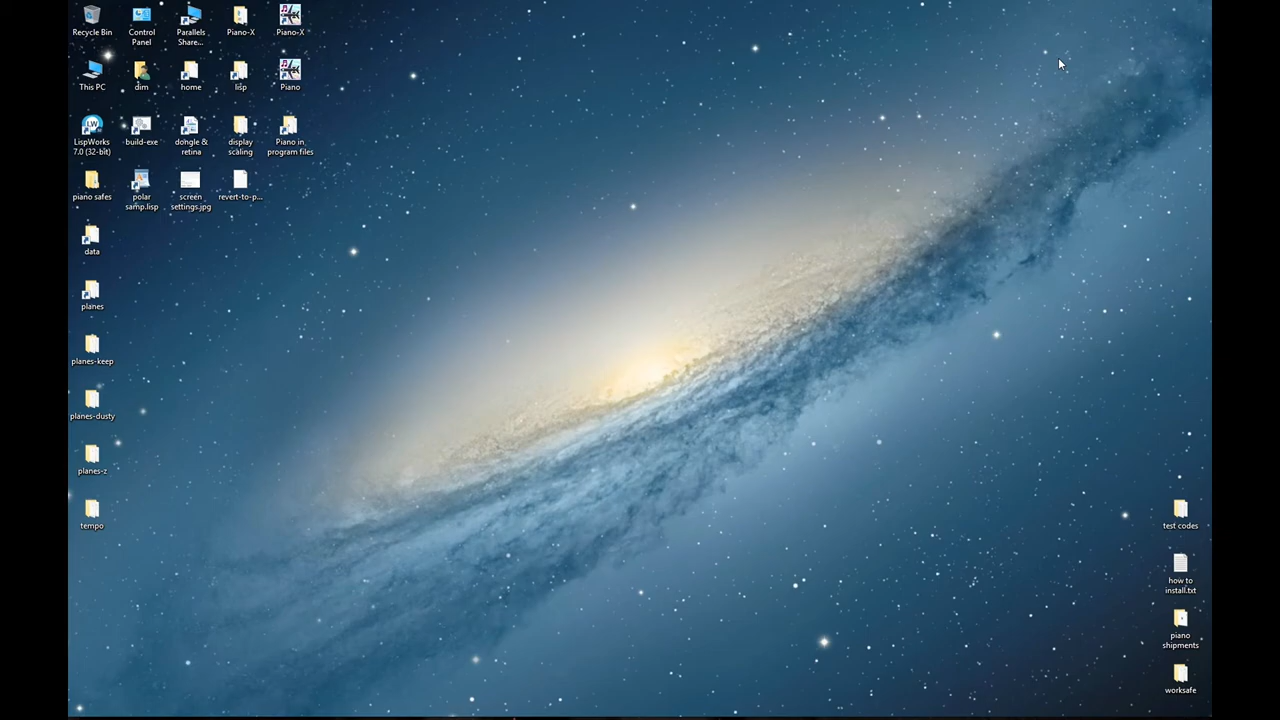 Recycle Bin
Control
Panel
Parallels
Share...
Piano-X
Piano-X
This PC
dim
home
lisp
Piano
LW
LispWorks
7.0 (32-bit)
build-exe
dongle &
retina
display
scaling
Piano in
program files
piano safes
polar
samp.lisp
screen
settings.jpg
revert-to-p...
data
planes
planes-keep
planes-dusty
planes-z
tempo
test codes
how to
install.txt
piano
shipments
worksafe